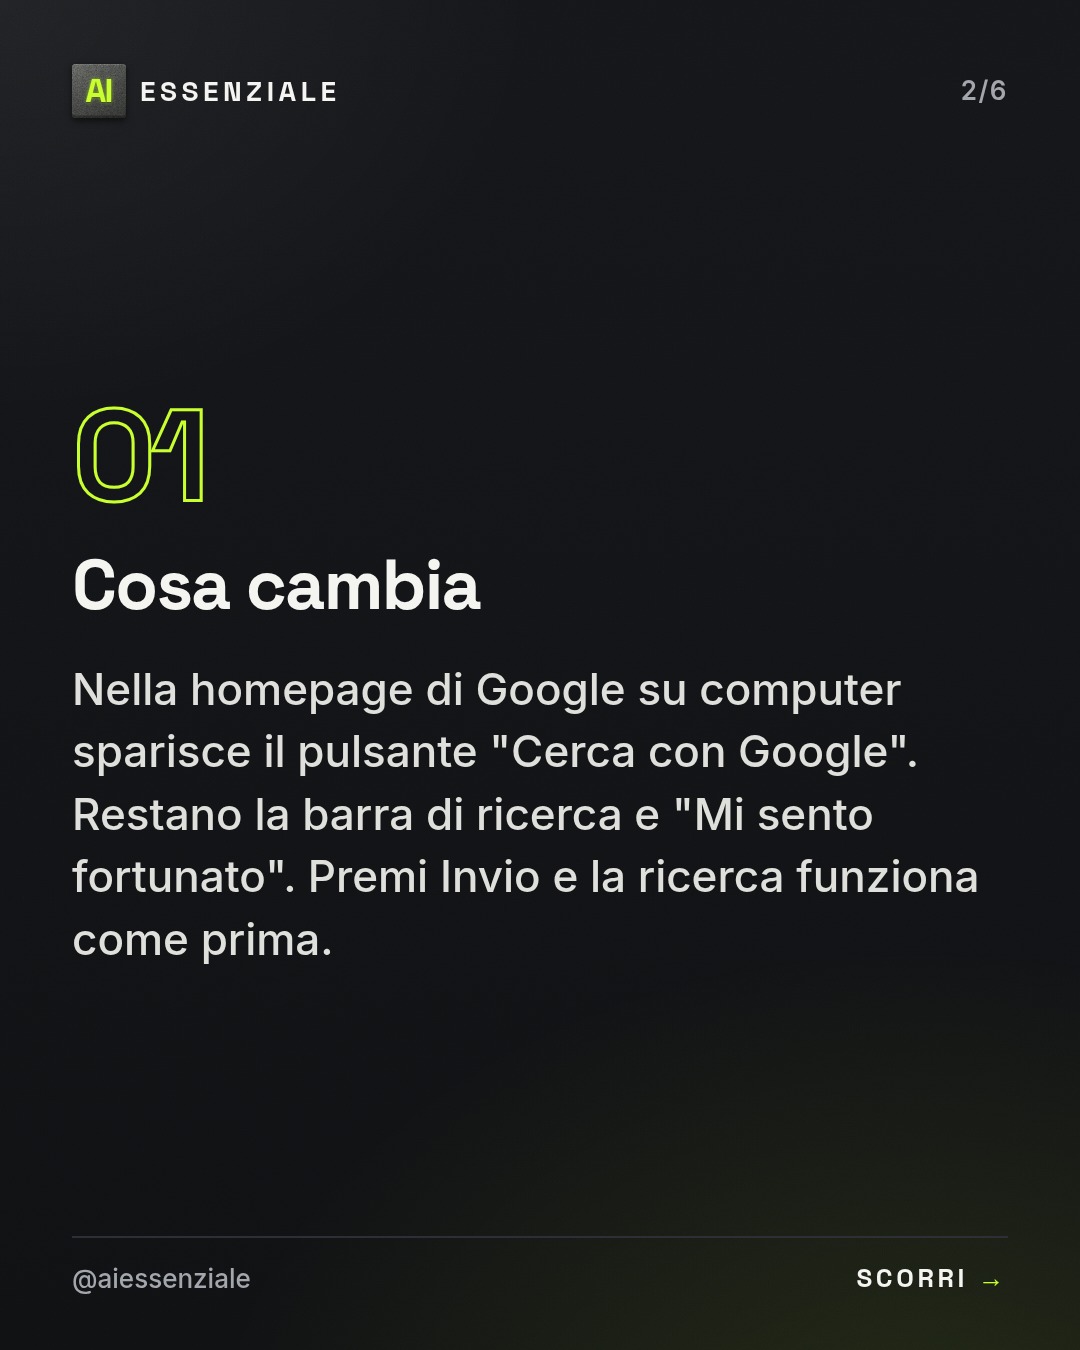 AI ESSENZIALE
2/6
01
Cosa cambia
Nella homepage di Google su computer
sparisce il pulsante "Cerca con Google".
Restano la barra di ricerca e "Mi sento
fortunato". Premi Invio e la ricerca funziona
come prima.
@aiessenziale
SCORRI →